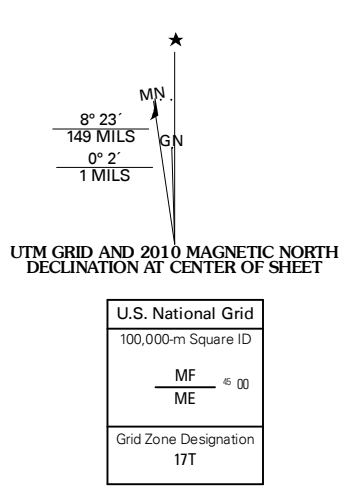 ★
MN
8° 23´
149 MILS
GN
0° 2´
1 MILS
UTM GRID AND 2010 MAGNETIC NORTH
DECLINATION AT CENTER OF SHEET
U.S. National Grid
100,000-m Square ID
MF
45 00
ME
Grid Zone Designation
17T